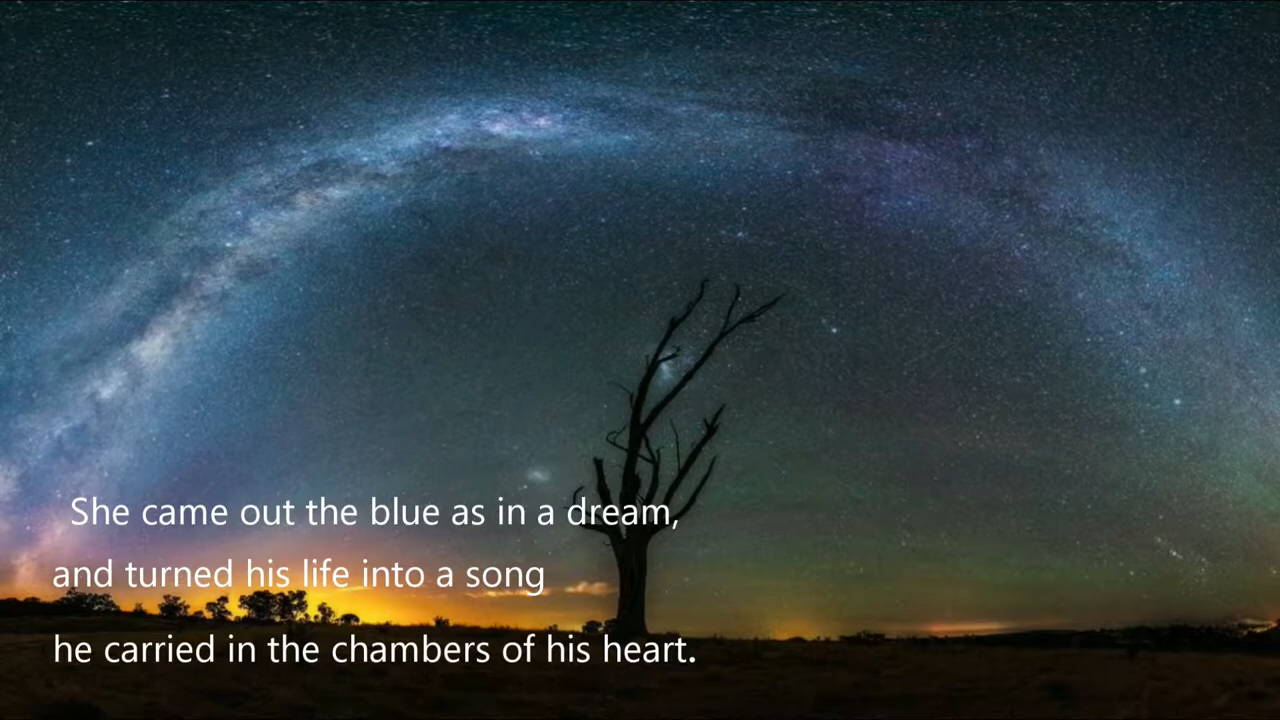 She came out the blue as in a dream,
and turned his life into a song
he carried in the chambers of his heart.